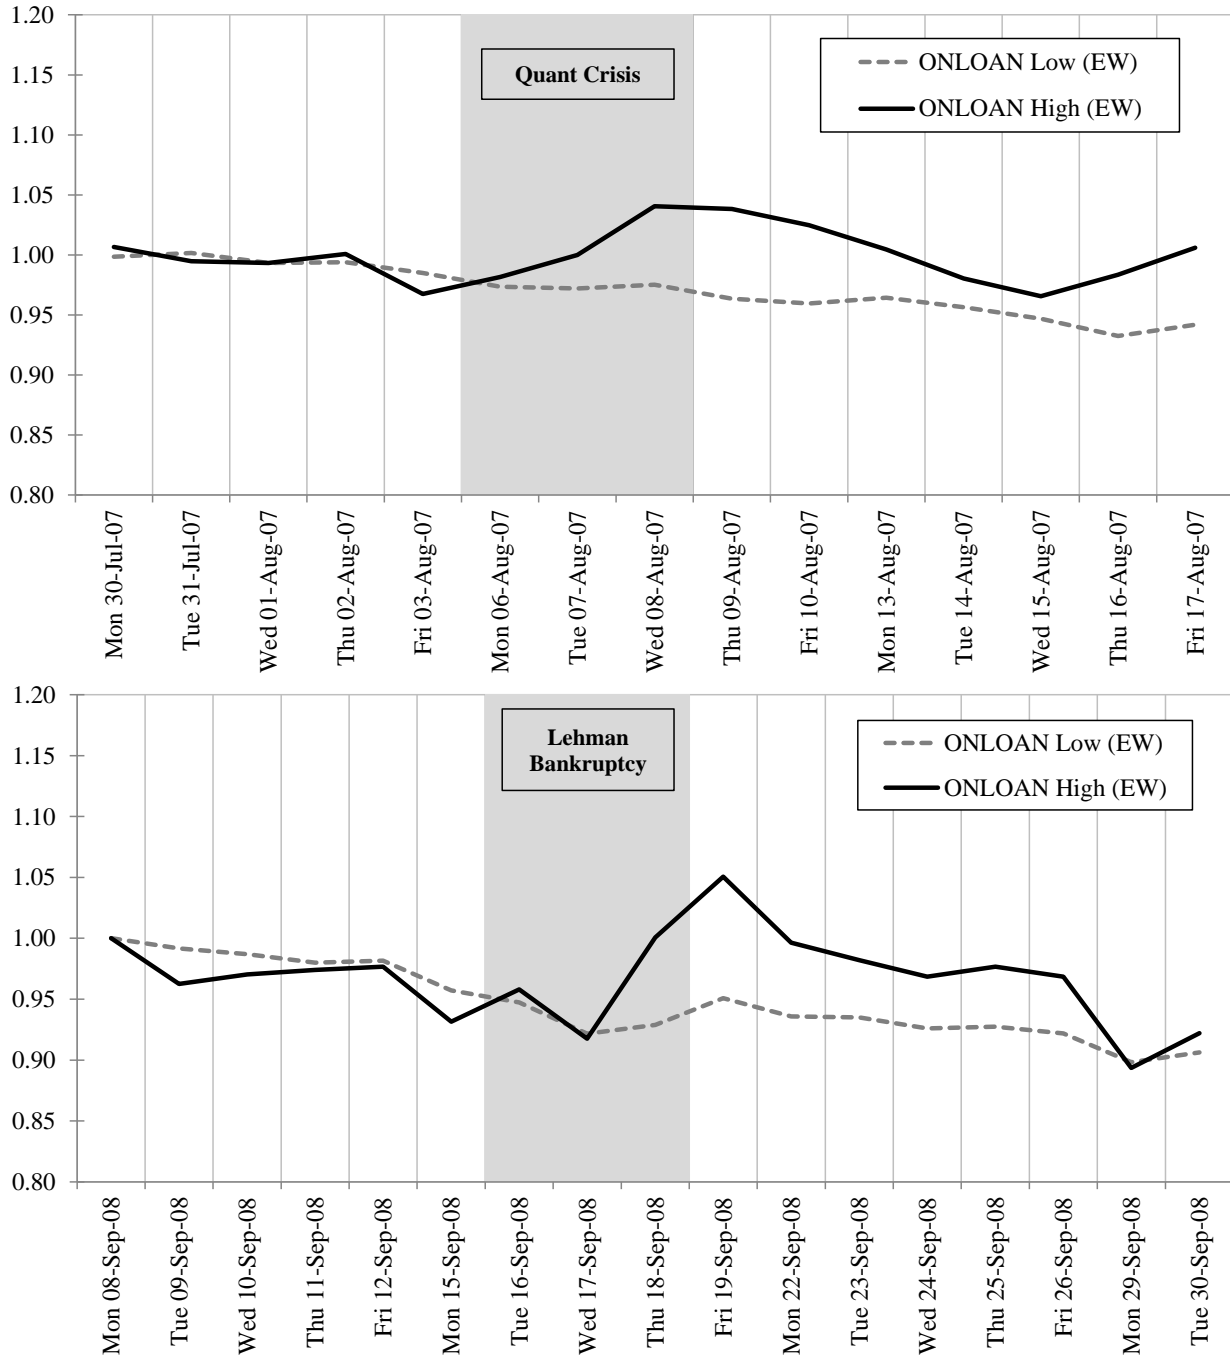 1.20
1.15
1.10
1.05
1.00
0.95
0.90
0.85
0.80
Quant Crisis
ONLOAN Low (EW)
ONLOAN High (EW)
Mon 30-Jul-07
Tue 31-Jul-07
Wed 01-Aug-07
Thu 02-Aug-07
Fri 03-Aug-07
Mon 06-Aug-07
Tue 07-Aug-07
Wed 08-Aug-07
Thu 09-Aug-07
Fri 10-Aug-07
Mon 13-Aug-07
Tue 14-Aug-07
Wed 15-Aug-07
Thu 16-Aug-07
Fri 17-Aug-07
1.20
1.15
1.10
1.05
1.00
0.95
0.90
0.85
0.80
Lehman
Bankruptcy
ONLOAN Low (EW)
ONLOAN High (EW)
Mon 08-Sep-08
Tue 09-Sep-08
Wed 10-Sep-08
Thu 11-Sep-08
Fri 12-Sep-08
Mon 15-Sep-08
Tue 16-Sep-08
Wed 17-Sep-08
Thu 18-Sep-08
Fri 19-Sep-08
Mon 22-Sep-08
Tue 23-Sep-08
Wed 24-Sep-08
Thu 25-Sep-08
Fri 26-Sep-08
Mon 29-Sep-08
Tue 30-Sep-08